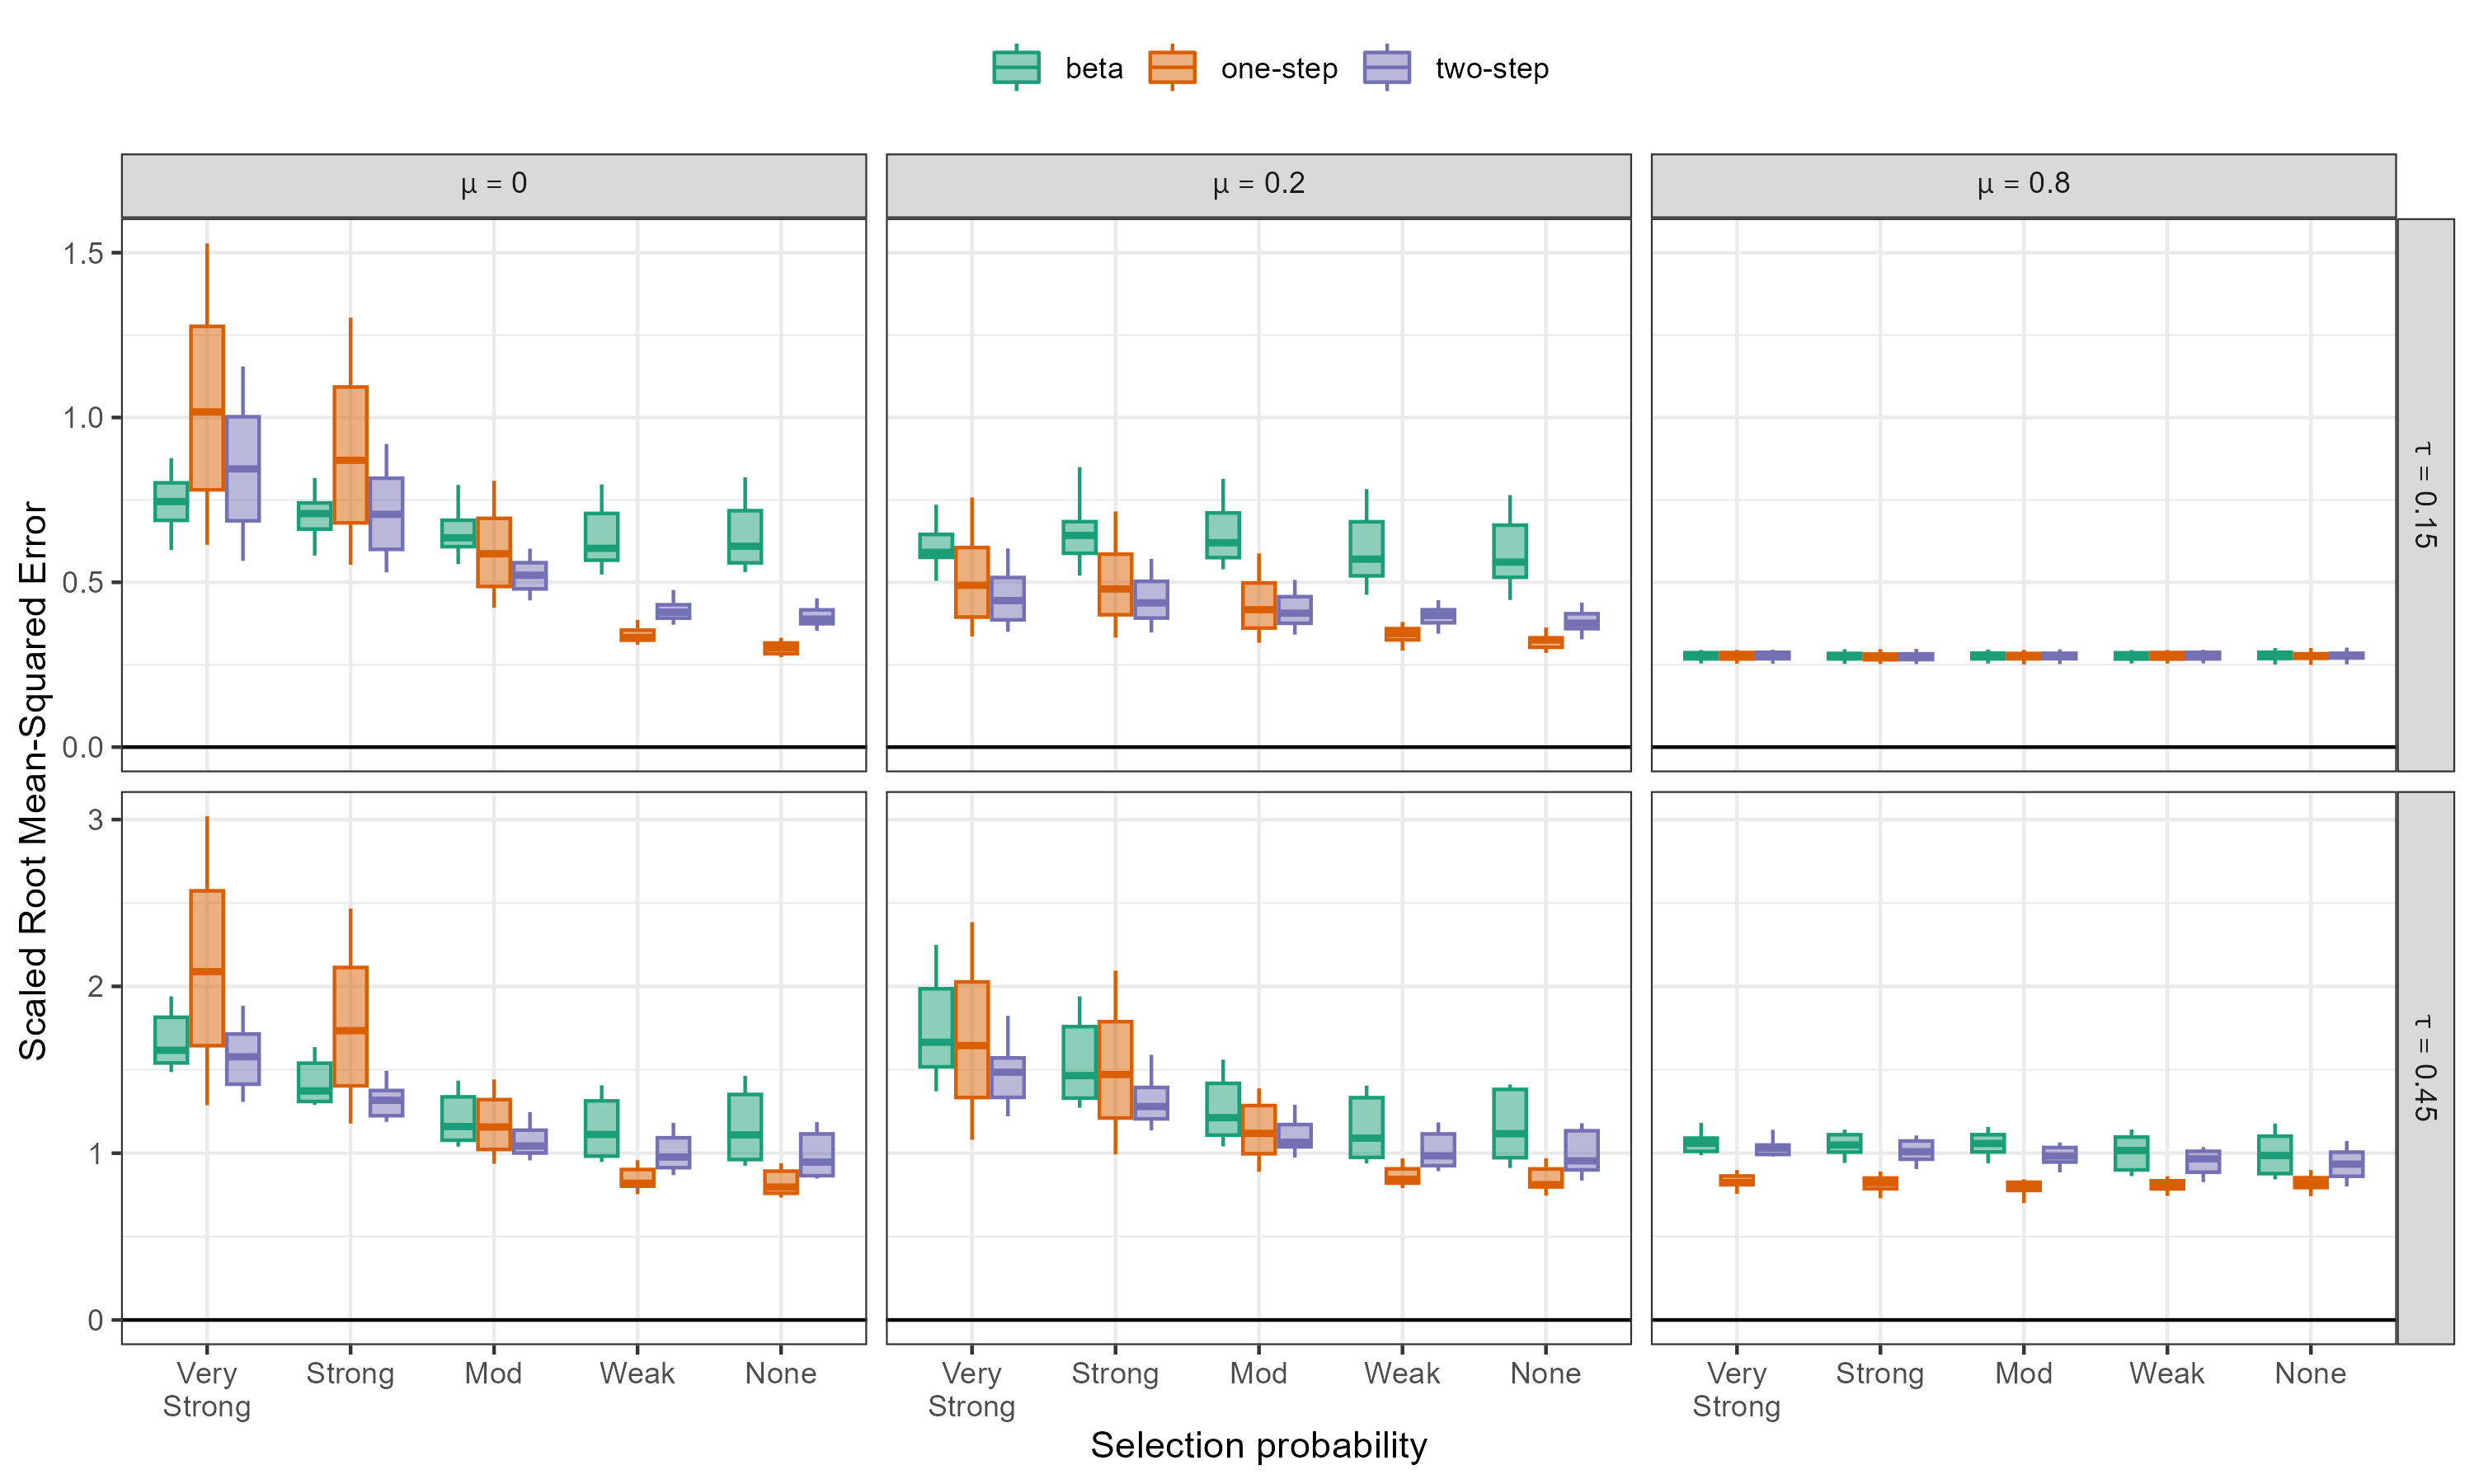 beta one-step two-step
μ = 0 μ = 0.2 μ = 0.8
1.5
1.0
0.5
0.0
τ = 0.15
3
2
1
0
τ = 0.45
Scaled Root Mean-Squared Error
Very Strong Mod Weak None Very Strong Mod Weak None Very Strong Mod Weak None
Strong Strong Strong
Selection probability